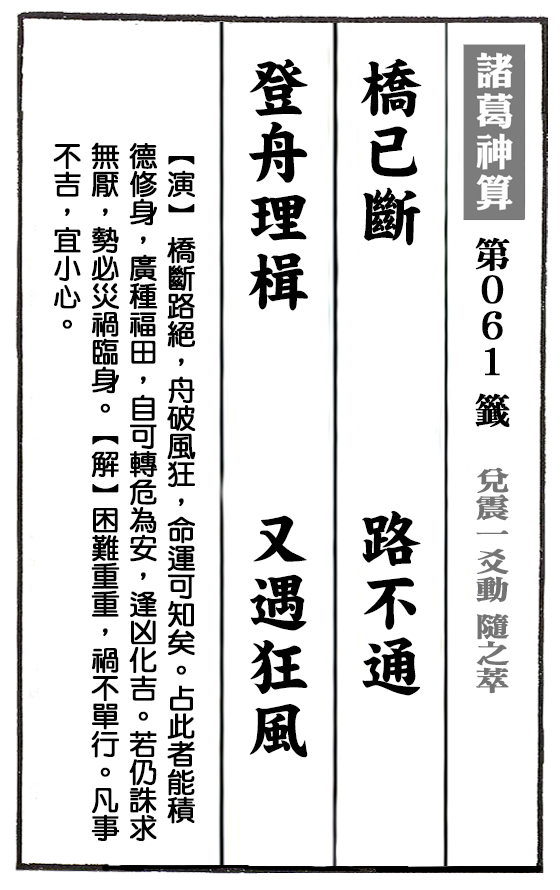 諸葛神算 第061籤 兌震一爻動 隨之萃
橋已斷 路不通
登舟理楫 又遇狂風
【演】 橋斷路絕，舟破風狂，命運可知矣。占此者能積
德修身，廣種福田，自可轉危為安，逢凶化吉。若仍誅求
無厭，勢必災禍臨身。【解】困難重重，禍不單行。凡事
不吉，宜小心。